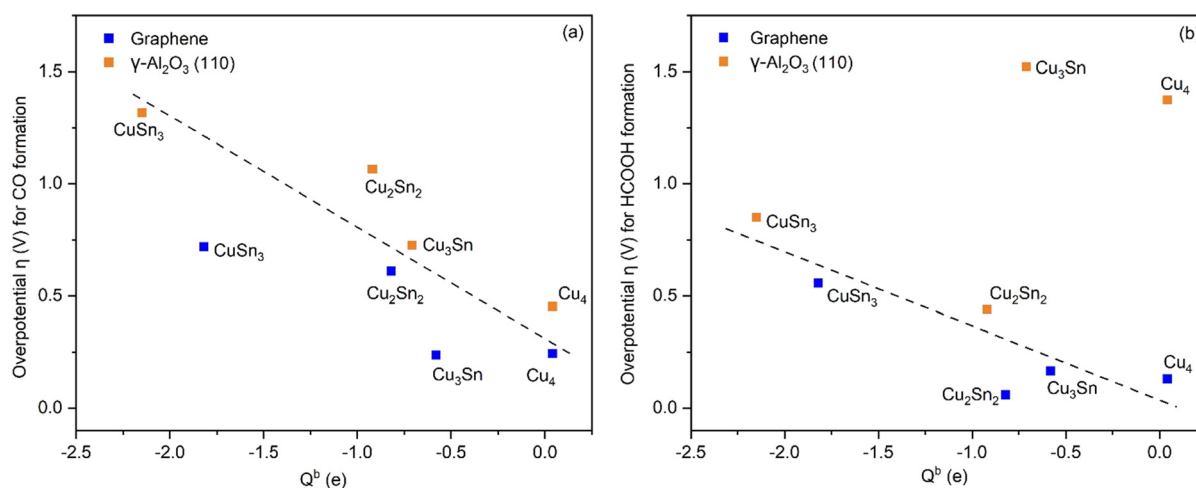 (a)
Graphene
γ-Al₂O₃ (110)
CuSn₃
Cu₂Sn₂
CuSn₃
Cu₃Sn
Cu₂Sn₂
Cu₄
Cu₃Sn
Cu₄
Overpotential η (V) for CO formation
1.5
1.0
0.5
0.0
-2.5
-2.0
-1.5
-1.0
-0.5
0.0
Qᵇ (e)
(b)
Graphene
γ-Al₂O₃ (110)
Cu₃Sn
Cu₄
CuSn₃
CuSn₃
Cu₂Sn₂
Cu₄
Cu₂Sn₂
Cu₃Sn
Overpotential η (V) for HCOOH formation
1.5
1.0
0.5
0.0
-2.5
-2.0
-1.5
-1.0
-0.5
0.0
Qᵇ (e)